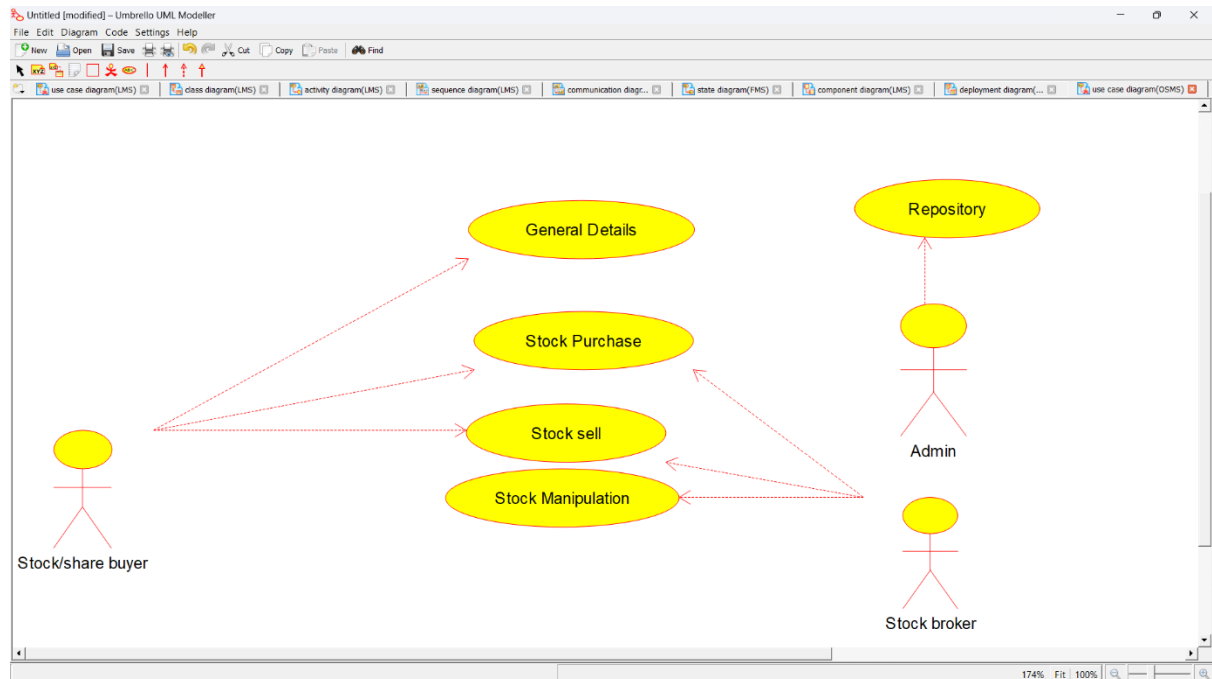 Untitled [modified] – Umbrello UML Modeller
File Edit Diagram Code Settings Help
New Open Save Cut Copy Paste Find
use case diagram(LMS) class diagram(LMS) activity diagram(LMS) sequence diagram(LMS) communication diagr... state diagram(FMS) component diagram(LMS) deployment diagram(... use case diagram(OSMS)
Repository
General Details
Stock Purchase
Stock sell
Admin
Stock Manipulation
Stock/share buyer
Stock broker
174% Fit 100%